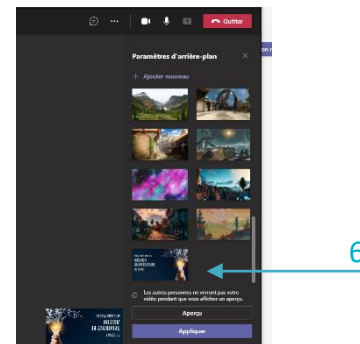 Quitter
Paramètres d'arrière-plan
Ajouter nouveau
6
Les autres personnes ne verront pas votre
vidéo pendant que vous affichez un aperçu.
Aperçu
Appliquer